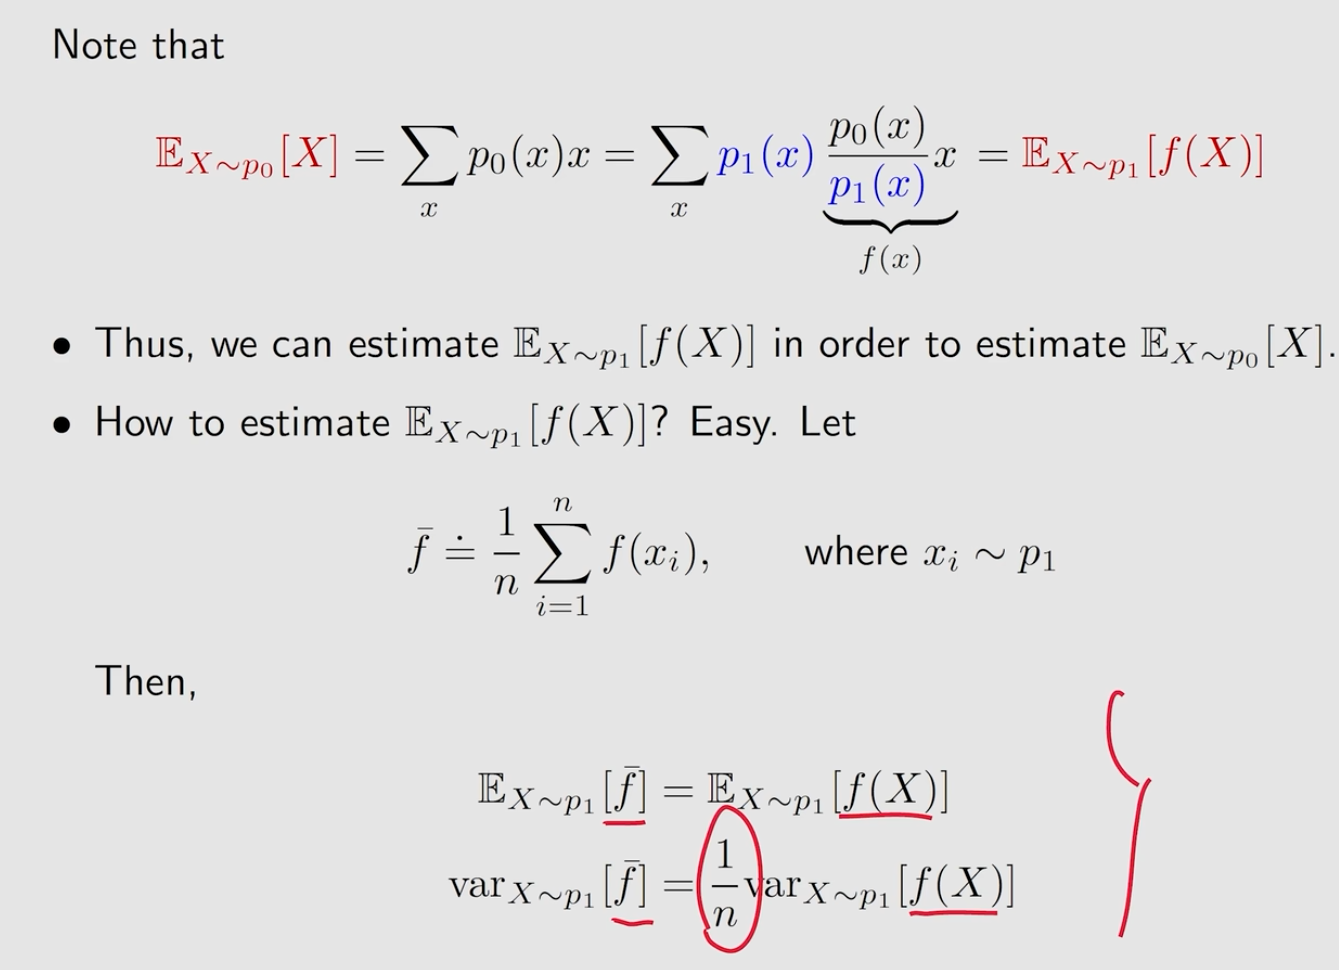 Note that
$\mathbb{E}_{X \sim p_0}[X] = \sum_x p_0(x)x = \sum_x p_1(x) \underbrace{\frac{p_0(x)}{p_1(x)} x}_{f(x)} = \mathbb{E}_{X \sim p_1}[f(X)]$
• Thus, we can estimate $\mathbb{E}_{X \sim p_1}[f(X)]$ in order to estimate $\mathbb{E}_{X \sim p_0}[X]$.
• How to estimate $\mathbb{E}_{X \sim p_1}[f(X)]$? Easy. Let
$\bar{f} \doteq \frac{1}{n} \sum_{i=1}^{n} f(x_i),$ where $x_i \sim p_1$
Then,
$\mathbb{E}_{X \sim p_1}[\bar{f}] = \mathbb{E}_{X \sim p_1}[f(X)]$
$\text{var}_{X \sim p_1}[\bar{f}] = \frac{1}{n} \text{var}_{X \sim p_1}[f(X)]$